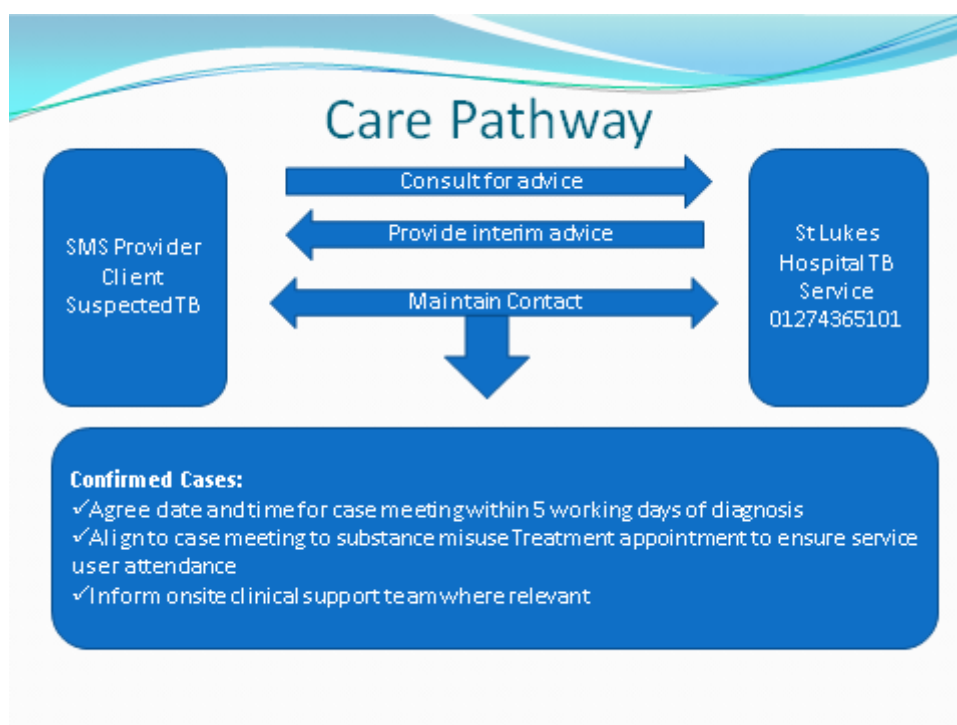 Care Pathway
Consult for advice
Provide interim advice
Maintain Contact
SMS Provider
Client
Suspected TB
St Lukes
Hospital TB
Service
01274365101
Confirmed Cases:
✓Agree date and time for case meeting within 5 working days of diagnosis
✓Align to case meeting to substance misuse Treatment appointment to ensure service
user attendance
✓Inform onsite clinical support team where relevant